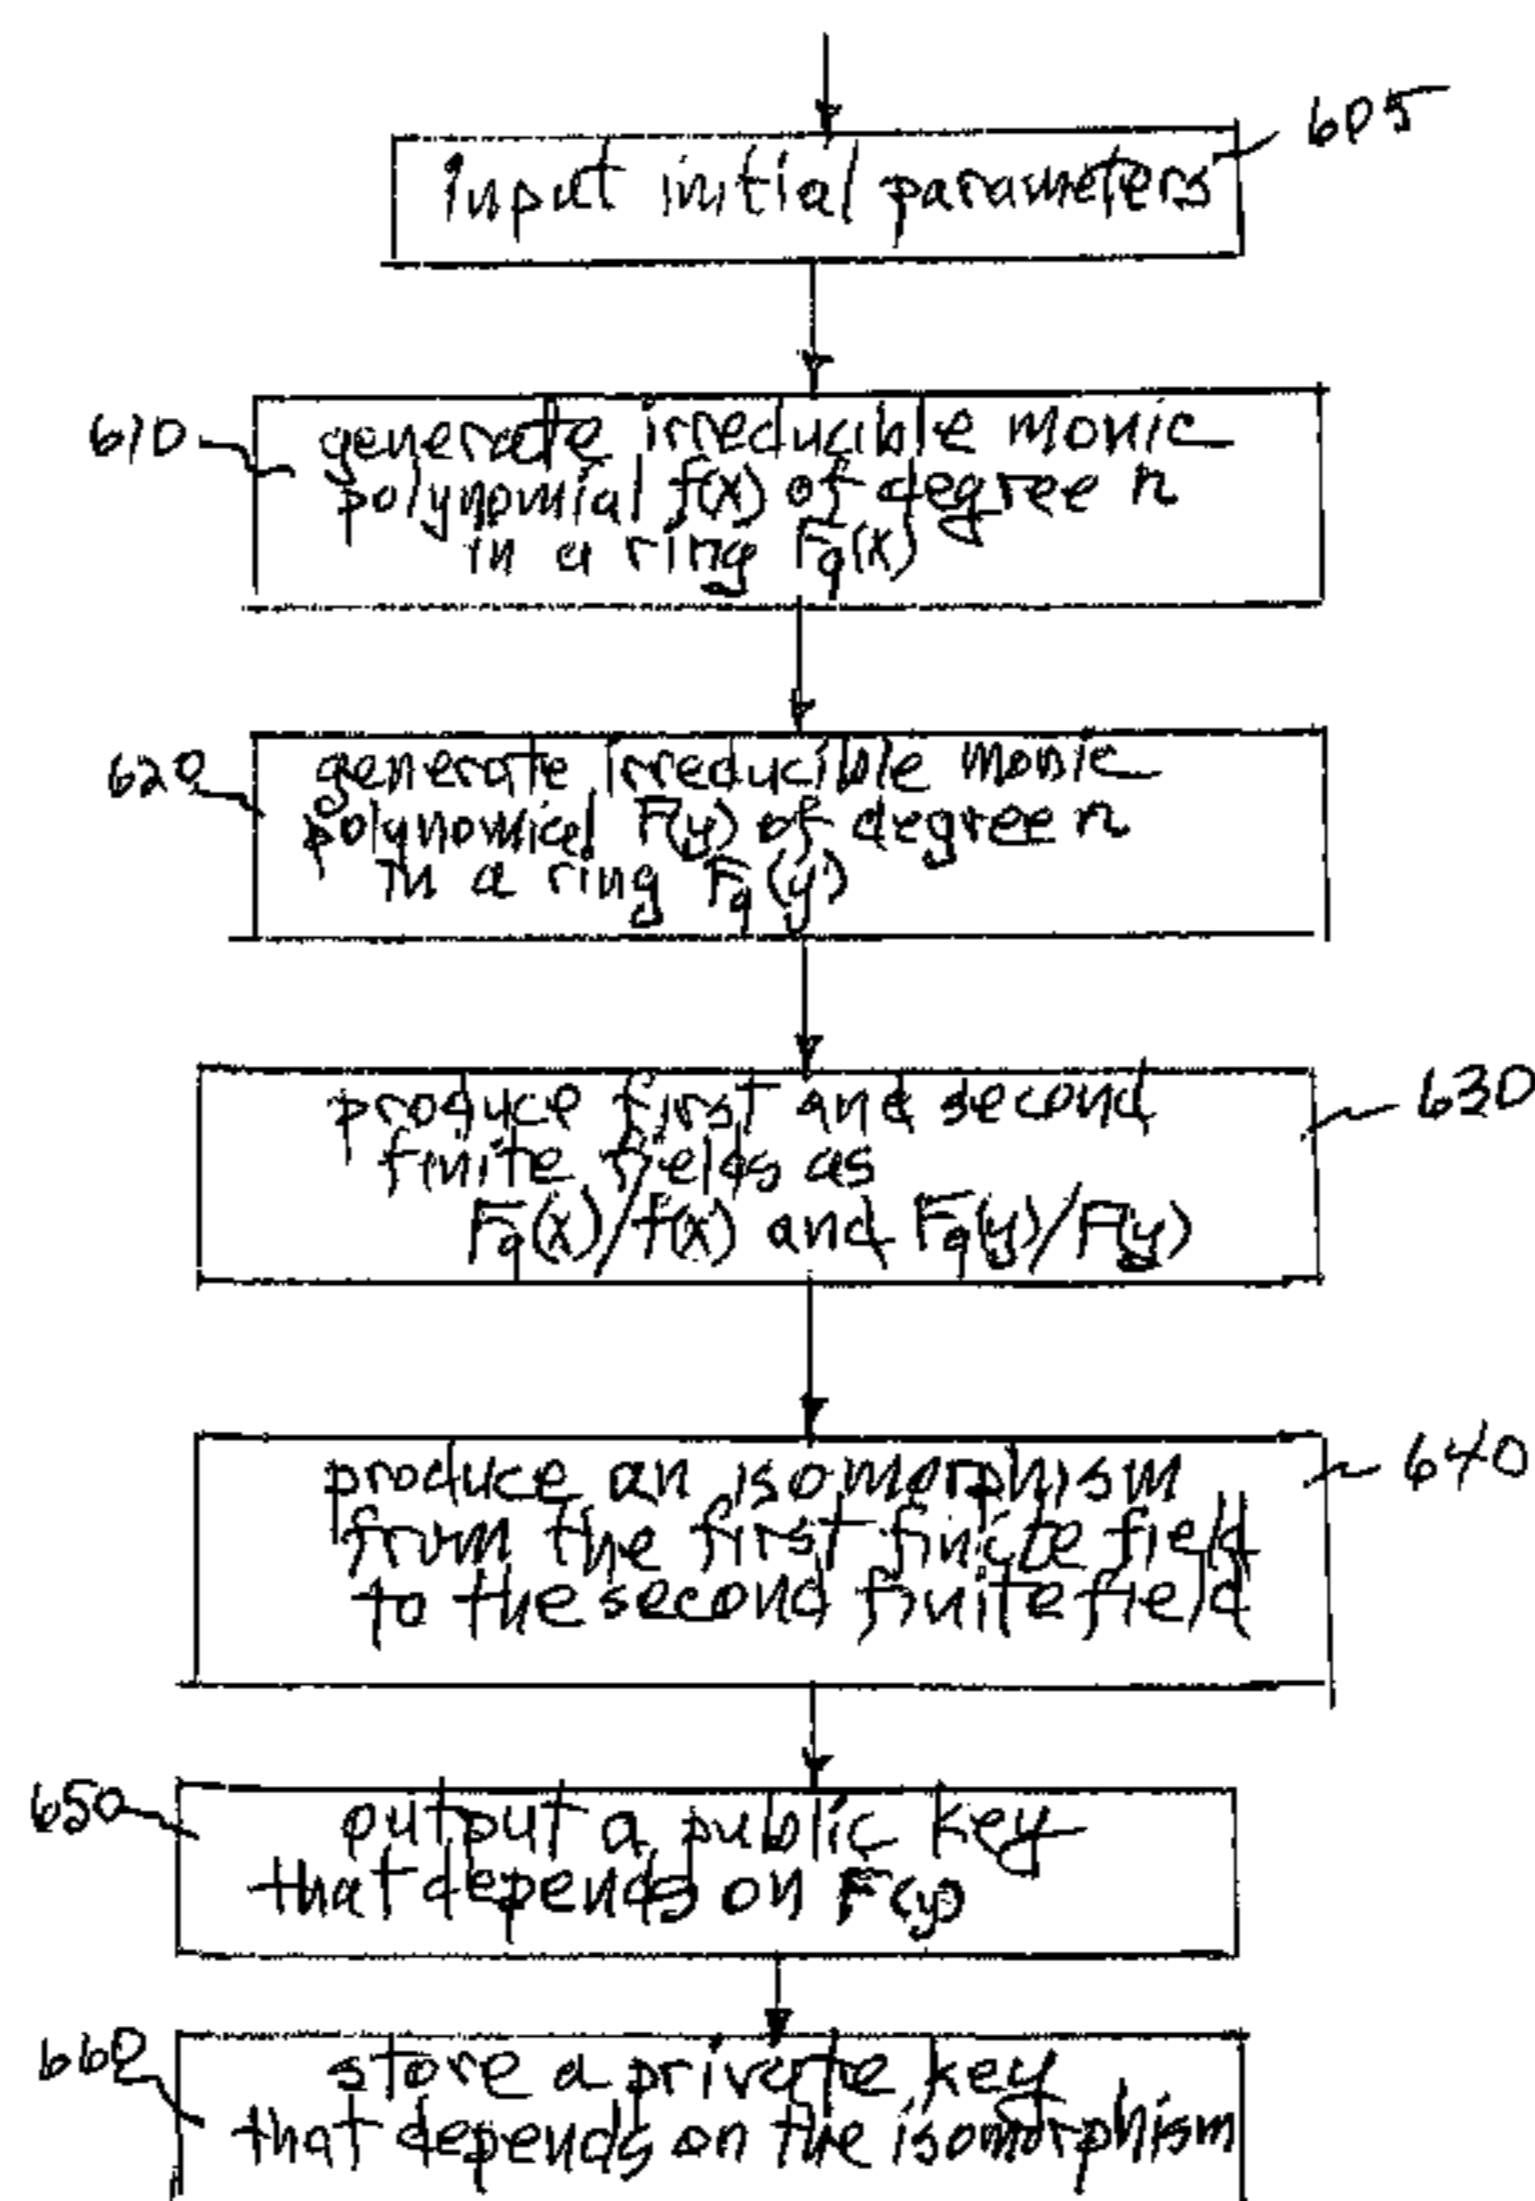 605
input initial parameters
610
generate irreducible monic
polynomial f(x) of degree n
in a ring Fq(x)
620
generate irreducible monic
polynomial F(y) of degree n
in a ring Fq(y)
produce first and second
630
finite fields as
Fq(x)/f(x) and Fq(y)/F(y)
produce an isomorphism
640
from the first finite field
to the second finite field
650
output a public key
that depends on F(y)
660
store a private key
that depends on the isomorphism